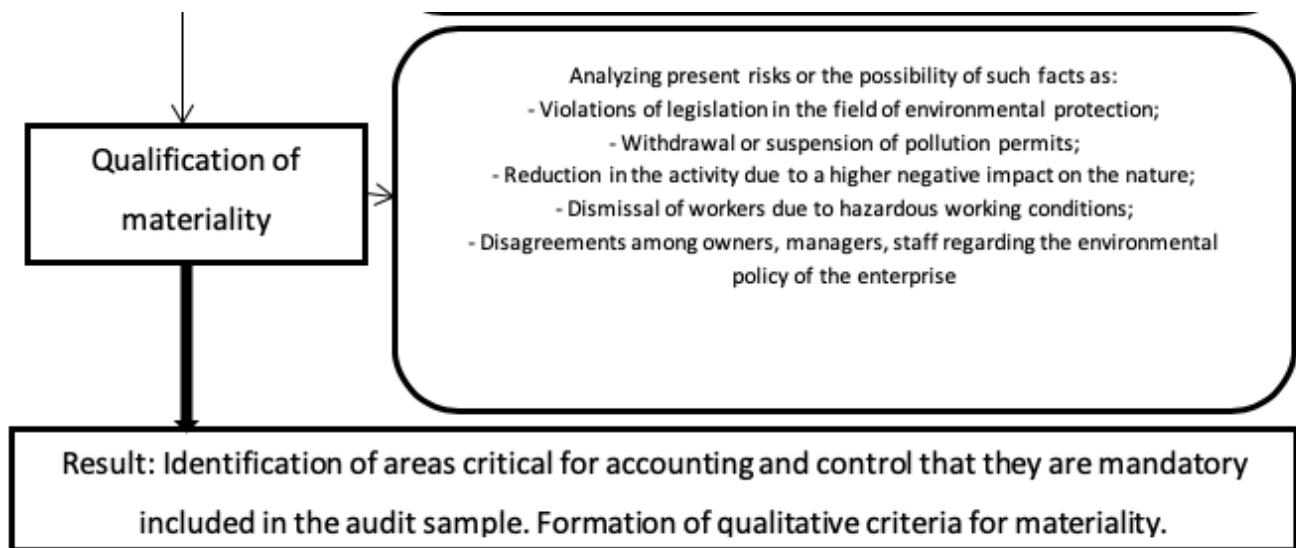 Analyzing present risks or the possibility of such facts as:
- Violations of legislation in the field of environmental protection;
- Withdrawal or suspension of pollution permits;
- Reduction in the activity due to a higher negative impact on the nature;
- Dismissal of workers due to hazardous working conditions;
- Disagreements among owners, managers, staff regarding the environmental
policy of the enterprise
Qualification of
materiality
Result: Identification of areas critical for accounting and control that they are mandatory
included in the audit sample. Formation of qualitative criteria for materiality.